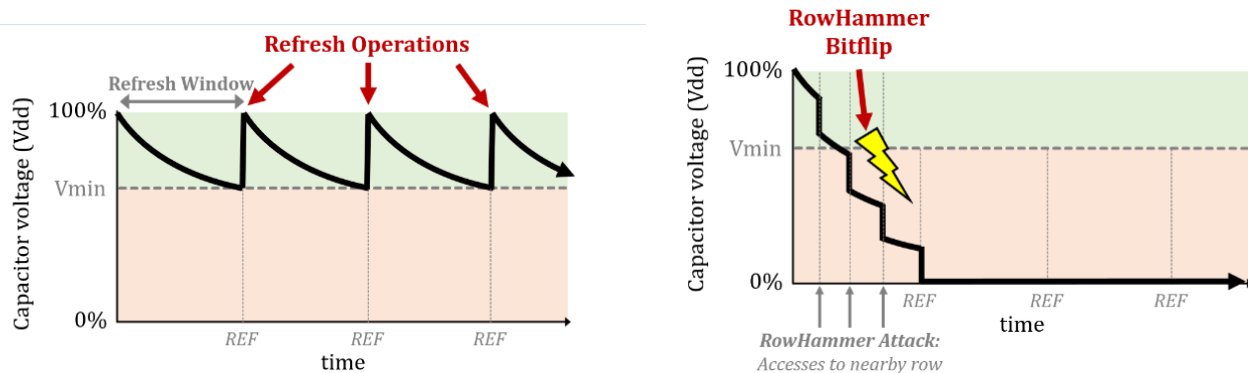 Refresh Operations
Refresh Window
Capacitor voltage (Vdd)
100%
Vmin
0%
REF
REF
REF
time
RowHammer
Bitflip
Capacitor voltage (Vdd)
100%
Vmin
0%
REF
REF
REF
time
RowHammer Attack:
Accesses to nearby row